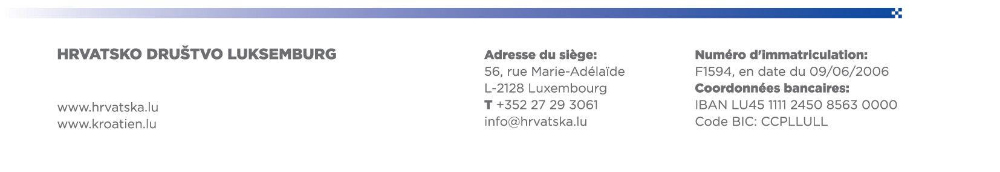 HRVATSKO DRUŠTVO LUKSEMBURG
www.hrvatska.lu
www.kroatien.lu
Adresse du siège:
56, rue Marie-Adélaïde
L-2128 Luxembourg
T +352 27 29 3061
info@hrvatska.lu
Numéro d'immatriculation:
F1594, en date du 09/06/2006
Coordonnées bancaires:
IBAN LU45 1111 2450 8563 0000
Code BIC: CCPLLULL